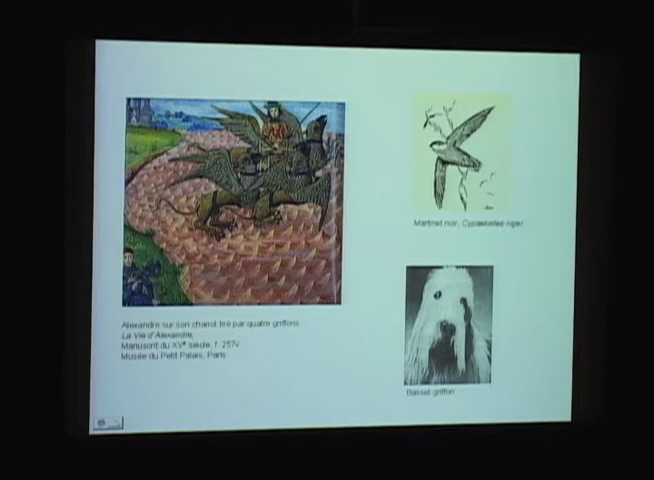 Alexandre sur son chariot tiré par quatre griffons
La Vie d'Alexandre,
Manuscrit du XVe siècle, f. 257v
Musée du Petit Palais, Paris
Martinet noir, Cypseloides niger
Basset griffon